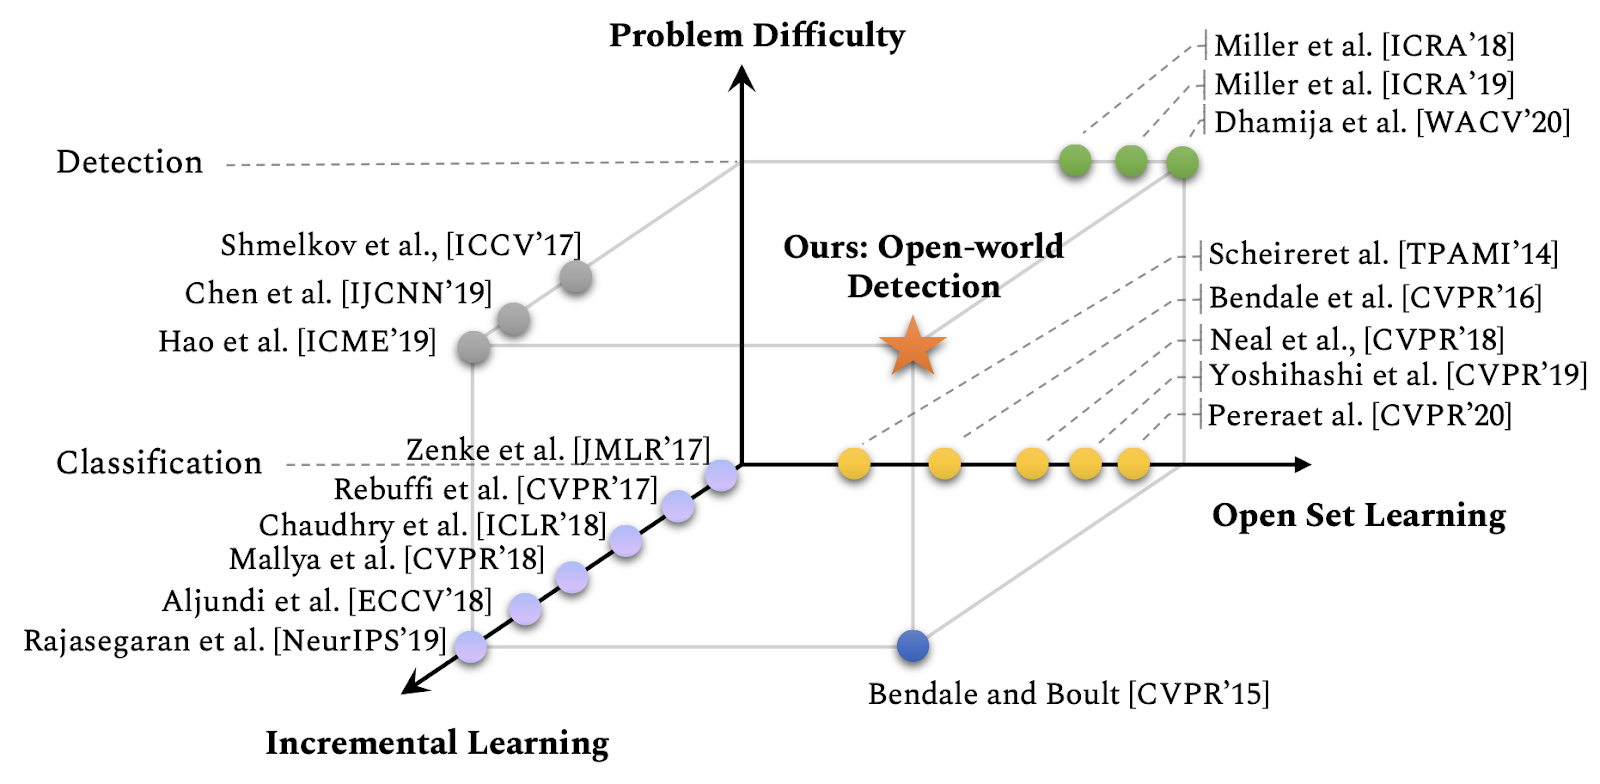 Problem Difficulty
Miller et al. [ICRA’18]
Miller et al. [ICRA’19]
Dhamija et al. [WACV’20]
Detection
Shmelkov et al., [ICCV’17]
Chen et al. [IJCNN’19]
Hao et al. [ICME’19]
Ours: Open-world
Detection
Scheireret al. [TPAMI’14]
Bendale et al. [CVPR’16]
Neal et al., [CVPR’18]
Yoshihashi et al. [CVPR’19]
Pereraet al. [CVPR’20]
Classification
Zenke et al. [JMLR’17]
Rebuffi et al. [CVPR’17]
Chaudhry et al. [ICLR’18]
Mallya et al. [CVPR’18]
Aljundi et al. [ECCV’18]
Rajasegaran et al. [NeurIPS’19]
Open Set Learning
Bendale and Boult [CVPR’15]
Incremental Learning